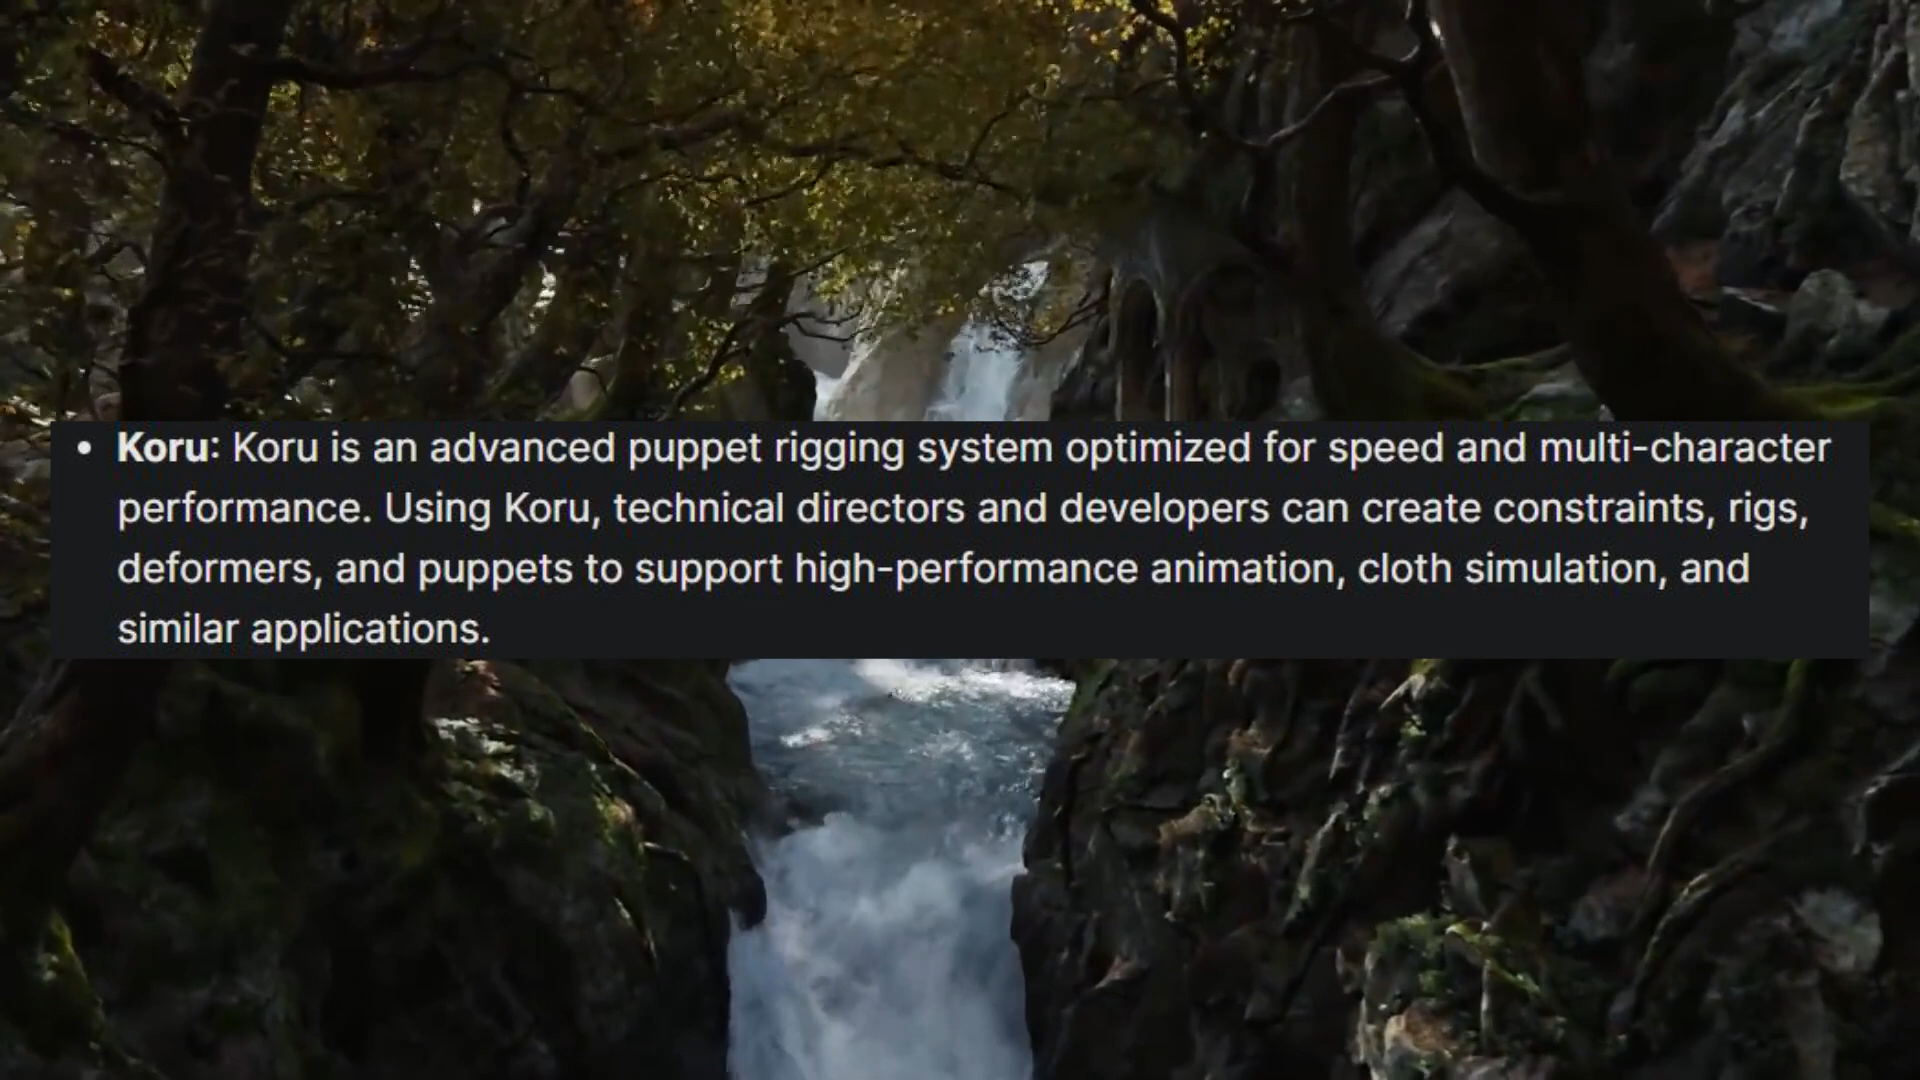 • Koru: Koru is an advanced puppet rigging system optimized for speed and multi-character
performance. Using Koru, technical directors and developers can create constraints, rigs,
deformers, and puppets to support high-performance animation, cloth simulation, and
similar applications.